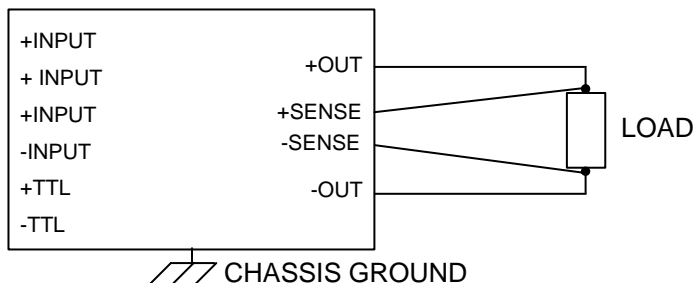 +INPUT
+ INPUT
+INPUT
-INPUT
+TTL
-TTL
+OUT
+SENSE
-SENSE
-OUT
LOAD
CHASSIS GROUND